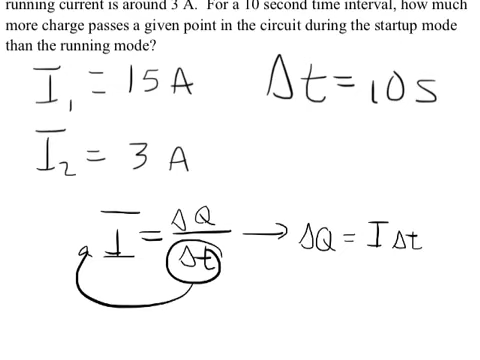 running current is around 3 A.  For a 10 second time interval, how much
more charge passes a given point in the circuit during the startup mode
than the running mode?
I₁ = 15 A
Δt = 10 s
I₂ = 3 A
I = ΔQ/Δt → ΔQ = I Δt